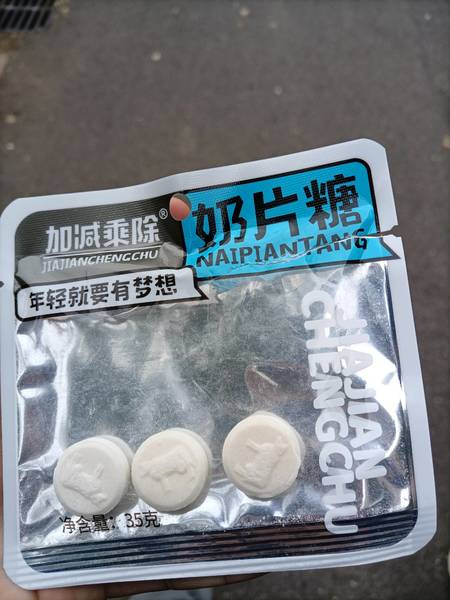 加减乘除®
JIAJIANCHENGCHU
奶片糖
NAIPIANTANG
年轻就要有梦想
JIAJIAN
CHENGCHU
净含量：35克